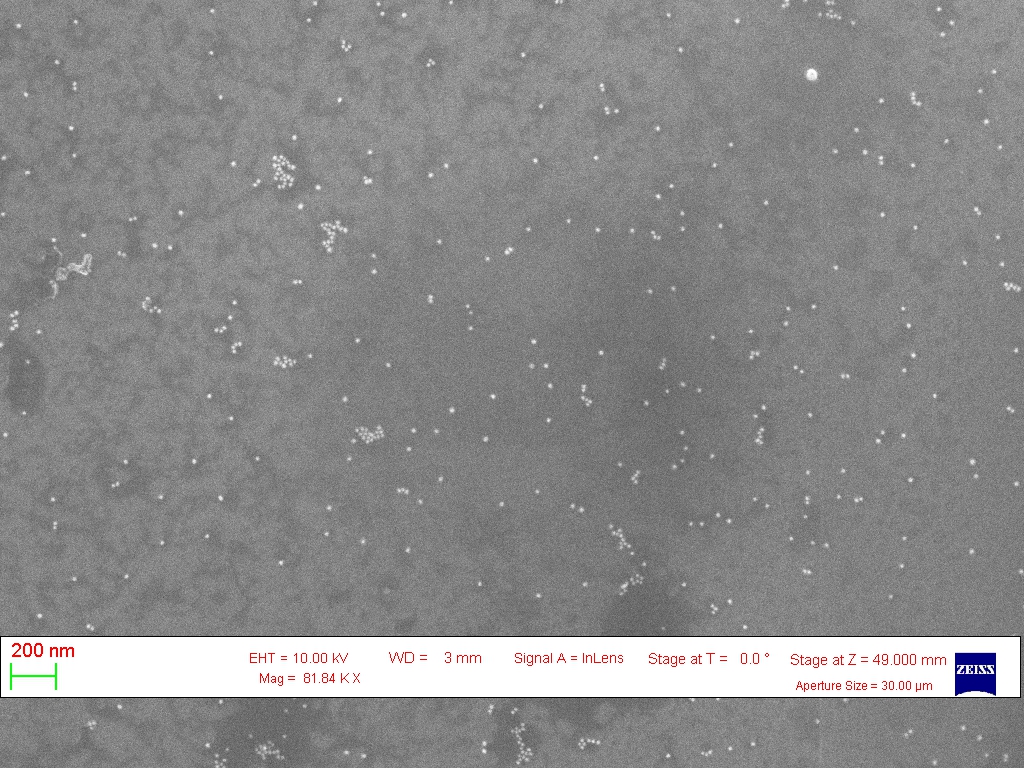 200 nm
EHT = 10.00 kV WD = 3 mm Signal A = InLens Stage at T = 0.0 ° Stage at Z = 49.000 mm
Mag = 81.84 K X Aperture Size = 30.00 µm
ZEISS